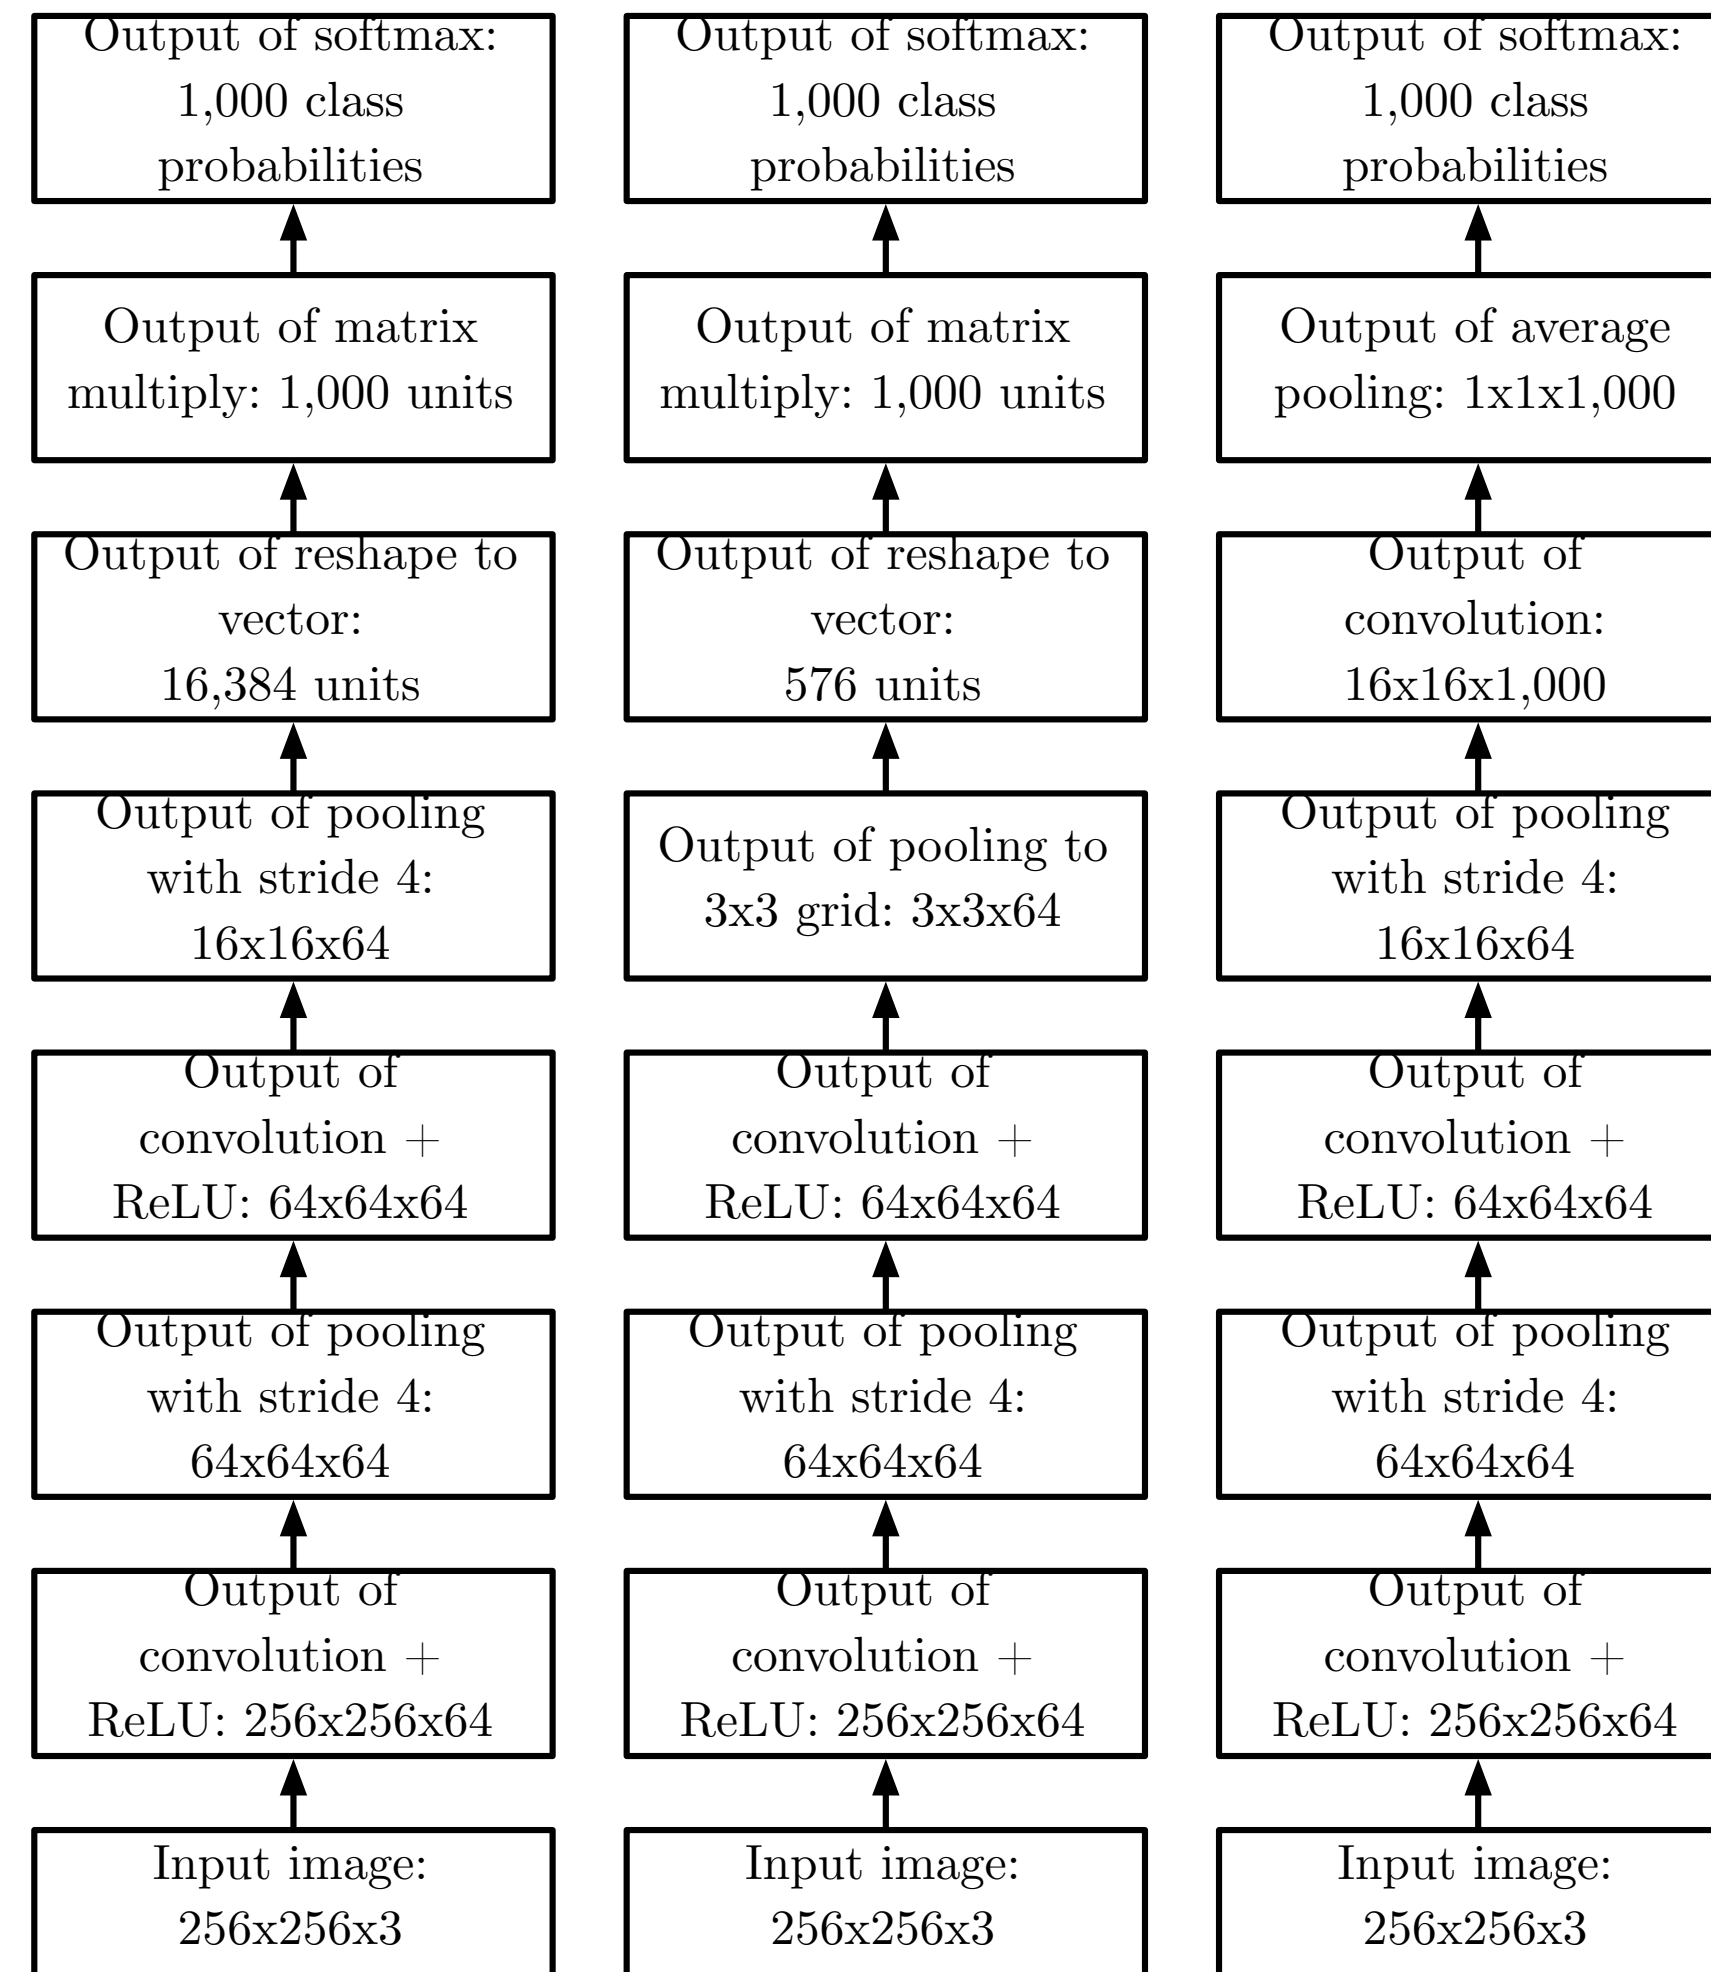 Output of softmax:
1,000 class
probabilities
Output of matrix
multiply: 1,000 units
Output of reshape to
vector:
16,384 units
Output of pooling
with stride 4:
16x16x64
Output of
convolution +
ReLU: 64x64x64
Output of pooling
with stride 4:
64x64x64
Output of
convolution +
ReLU: 256x256x64
Input image:
256x256x3
Output of softmax:
1,000 class
probabilities
Output of matrix
multiply: 1,000 units
Output of reshape to
vector:
576 units
Output of pooling to
3x3 grid: 3x3x64
Output of
convolution +
ReLU: 64x64x64
Output of pooling
with stride 4:
64x64x64
Output of
convolution +
ReLU: 256x256x64
Input image:
256x256x3
Output of softmax:
1,000 class
probabilities
Output of average
pooling: 1x1x1,000
Output of
convolution:
16x16x1,000
Output of pooling
with stride 4:
16x16x64
Output of
convolution +
ReLU: 64x64x64
Output of pooling
with stride 4:
64x64x64
Output of
convolution +
ReLU: 256x256x64
Input image:
256x256x3